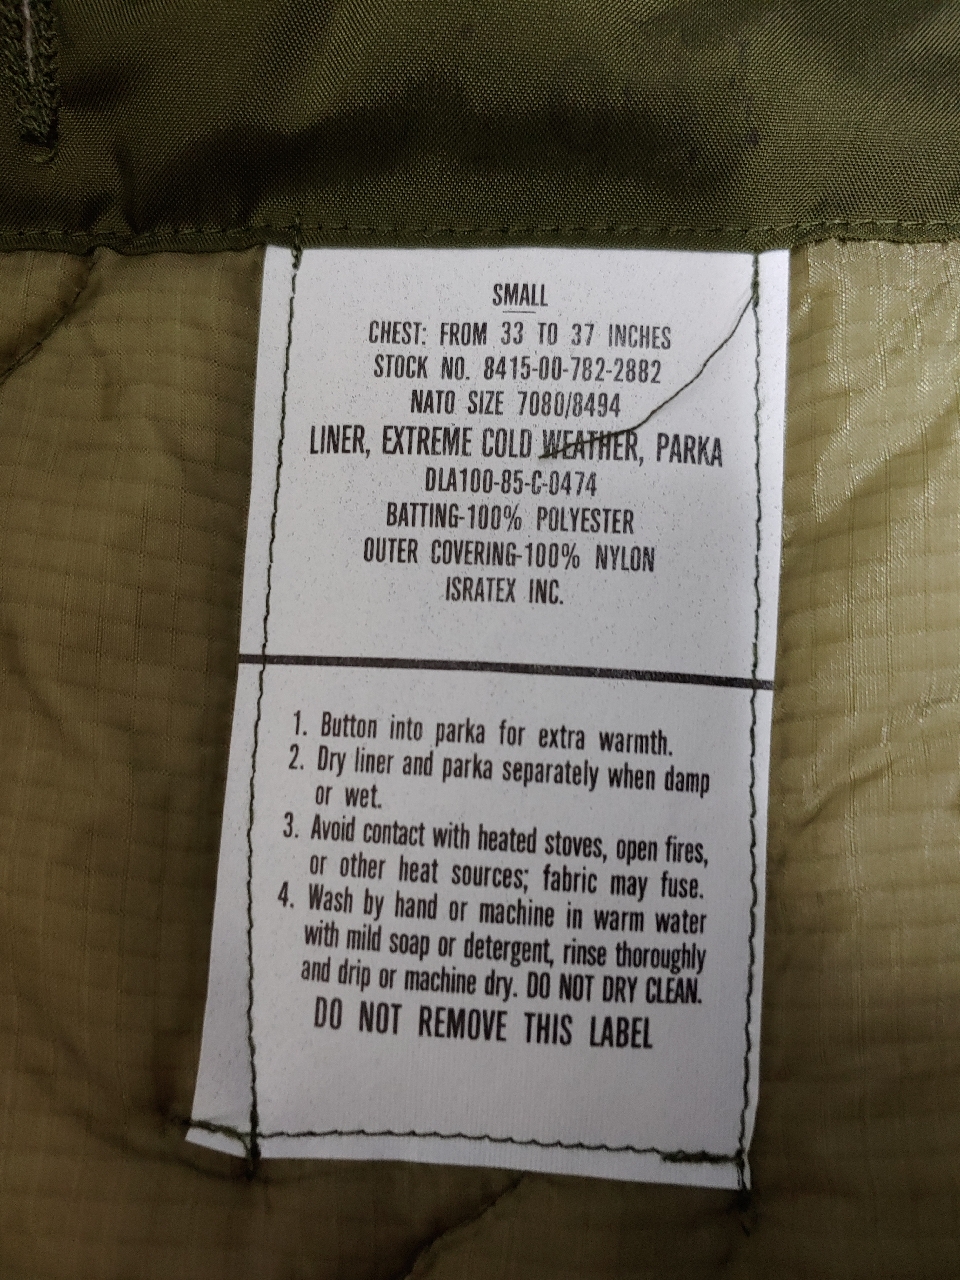 SMALL
CHEST: FROM 33 TO 37 INCHES
STOCK NO. 8415-00-782-2882
NATO SIZE 7080/8494
LINER, EXTREME COLD WEATHER, PARKA
DLA100-85-C-0474
BATTING-100% POLYESTER
OUTER COVERING-100% NYLON
ISRATEX INC.
1. Button into parka for extra warmth.
2. Dry liner and parka separately when damp
or wet.
3. Avoid contact with heated stoves, open fires,
or other heat sources; fabric may fuse.
4. Wash by hand or machine in warm water
with mild soap or detergent, rinse thoroughly
and drip or machine dry. DO NOT DRY CLEAN.
DO NOT REMOVE THIS LABEL